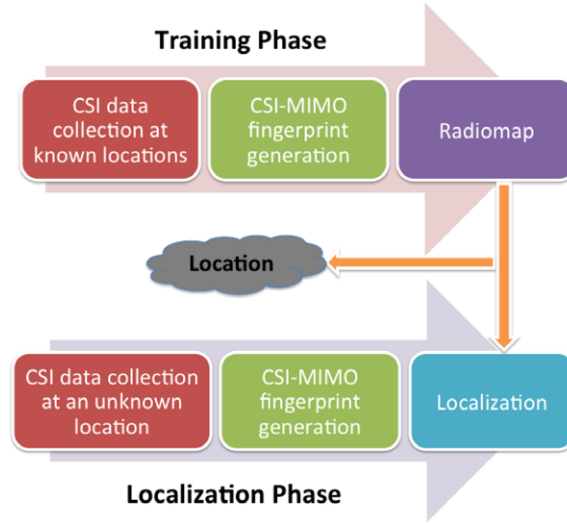 Training Phase
CSI data
collection at
known locations
CSI-MIMO
fingerprint
generation
Radiomap
Location
CSI data collection
at an unknown
location
CSI-MIMO
fingerprint
generation
Localization
Localization Phase